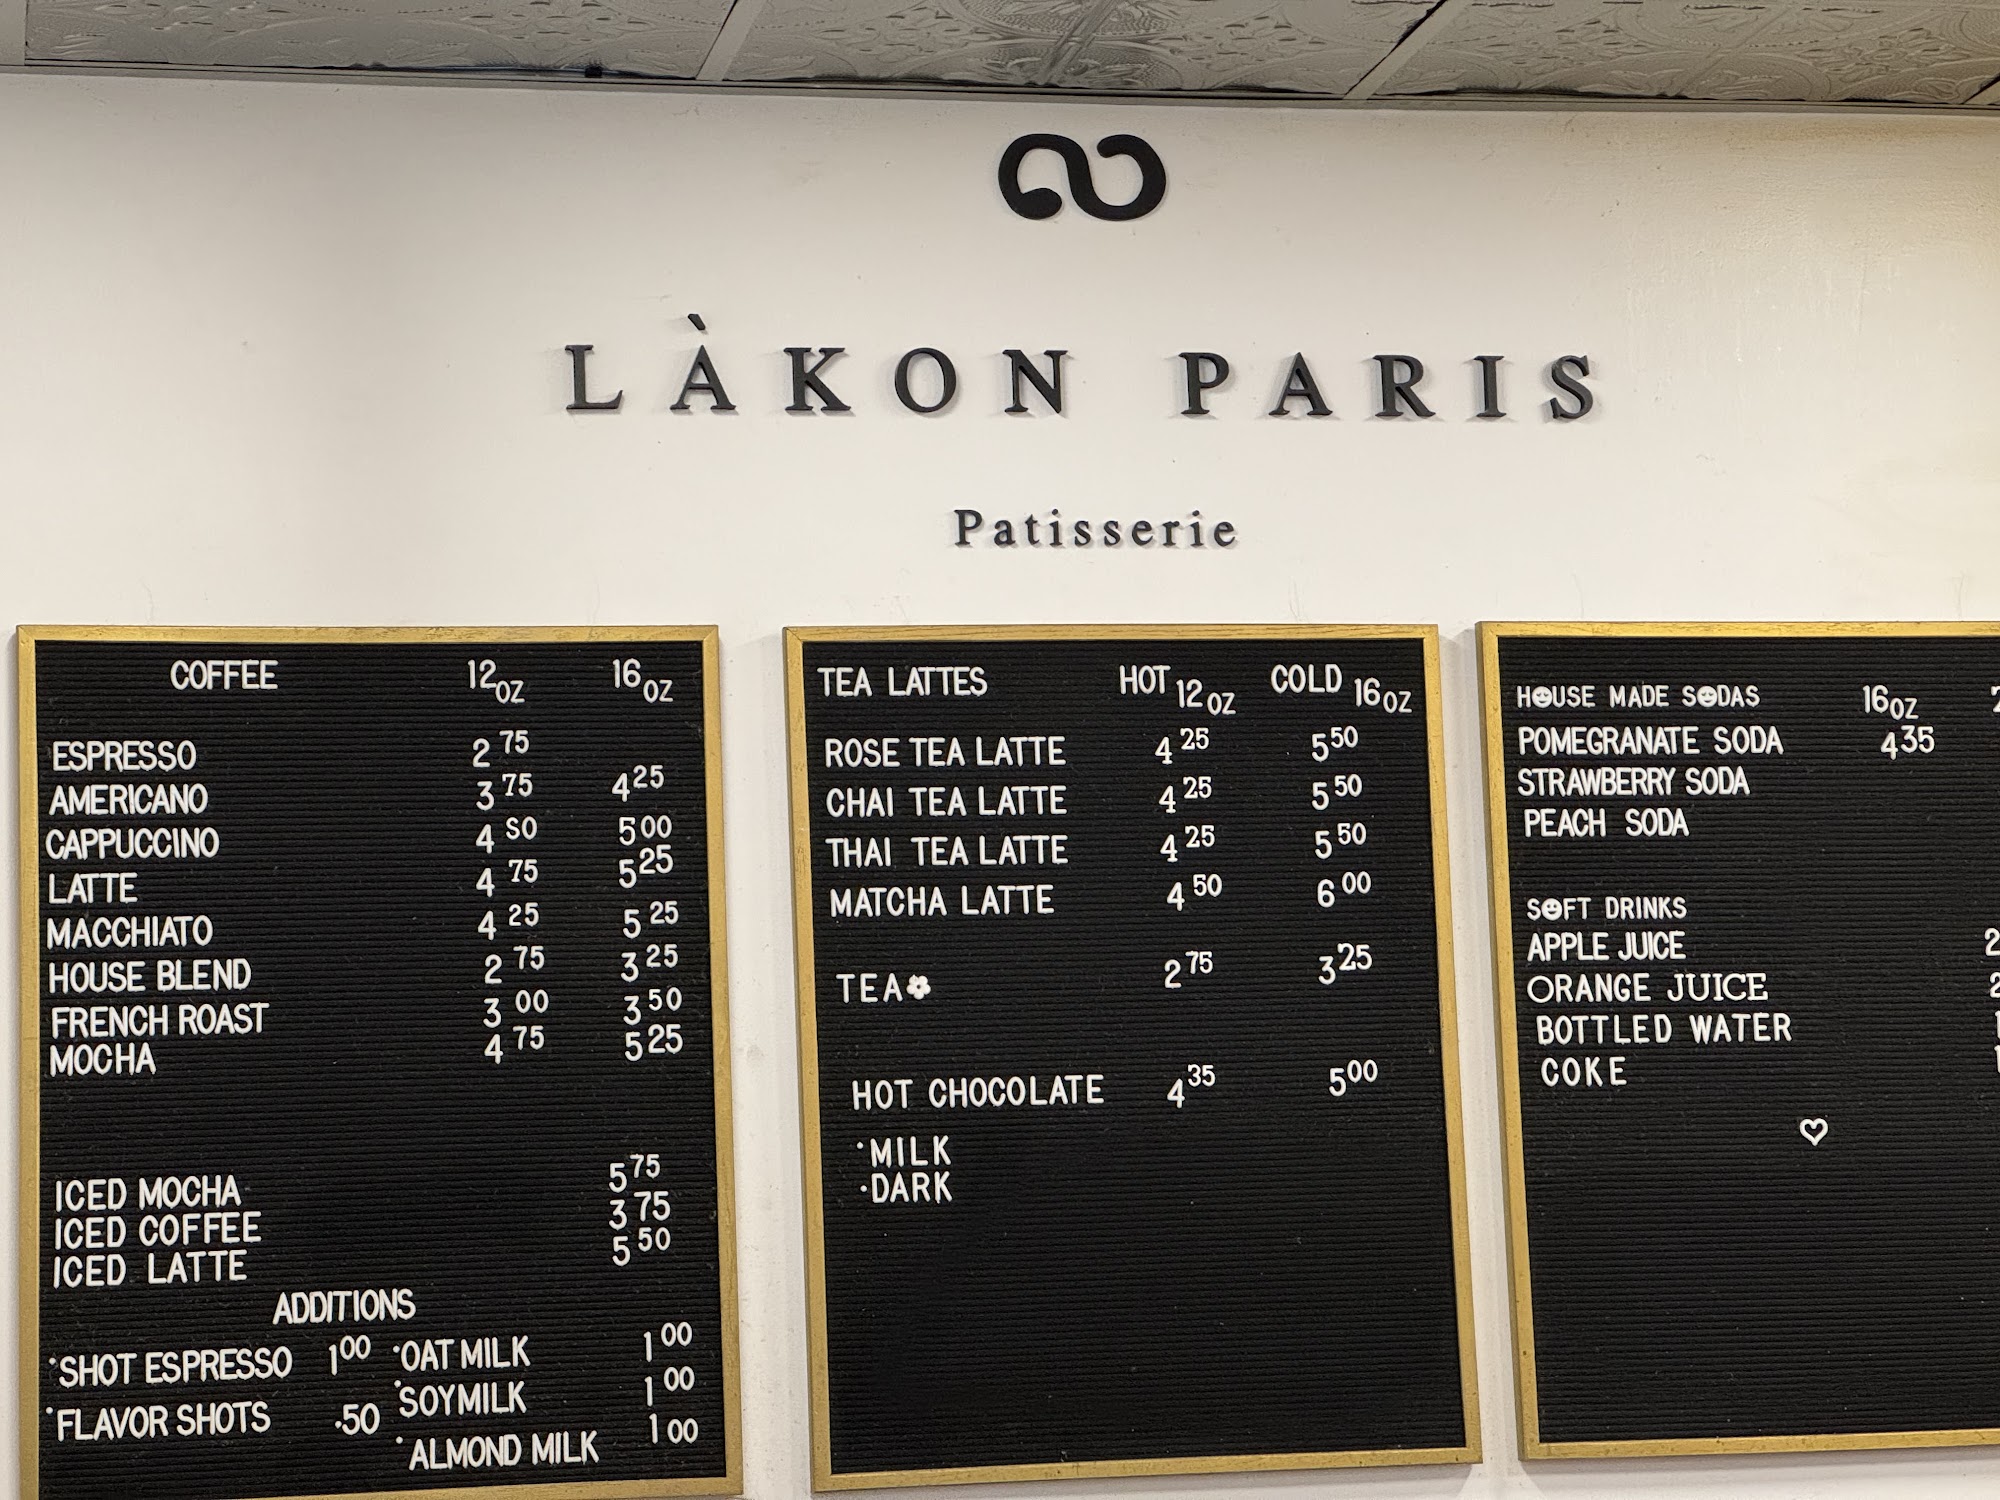 LÀKON PARIS
Patisserie
COFFEE 12oz 16oz
ESPRESSO 2 75
AMERICANO 3 75 4 25
CAPPUCCINO 4 SO 5 00
LATTE 4 75 5 25
MACCHIATO 4 25 5 25
HOUSE BLEND 2 75 3 25
FRENCH ROAST 3 00 3 50
MOCHA 4 75 5 25
ICED MOCHA 5 75
ICED COFFEE 3 75
ICED LATTE 5 50
ADDITIONS
·SHOT ESPRESSO 1 00 ·OAT MILK 1 00
·FLAVOR SHOTS .50 ·SOYMILK 1 00
·ALMOND MILK 1 00
TEA LATTES HOT 12oz COLD 16oz
ROSE TEA LATTE 4 25 5 50
CHAI TEA LATTE 4 25 5 50
THAI TEA LATTE 4 25 5 50
MATCHA LATTE 4 50 6 00
TEA 2 75 3 25
HOT CHOCOLATE 4 35 5 00
·MILK
·DARK
HOUSE MADE SODAS 16oz
POMEGRANATE SODA 4 35
STRAWBERRY SODA
PEACH SODA
SOFT DRINKS
APPLE JUICE
ORANGE JUICE
BOTTLED WATER
COKE